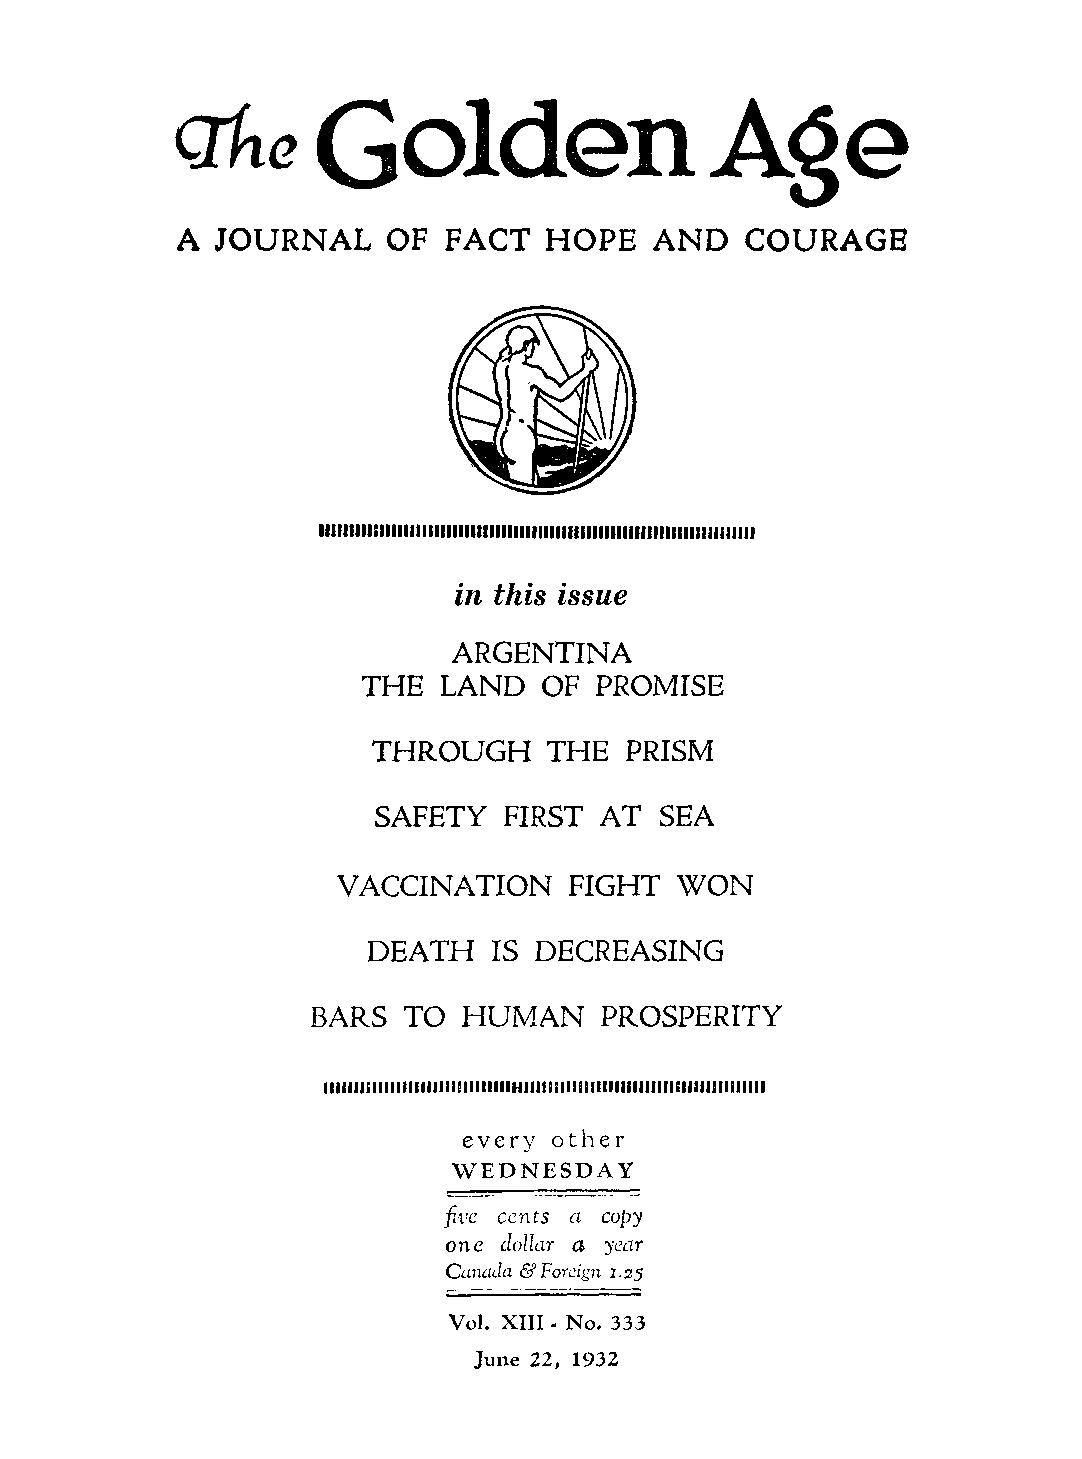 The Golden Age
A JOURNAL OF FACT HOPE AND COURAGE
in this issue
ARGENTINA
THE LAND OF PROMISE
THROUGH THE PRISM
SAFETY FIRST AT SEA
VACCINATION FIGHT WON
DEATH IS DECREASING
BARS TO HUMAN PROSPERITY
every other
WEDNESDAY
five cents a copy
one dollar a year
Canada & Foreign 1.25
Vol. XIII - No. 333
June 22, 1932